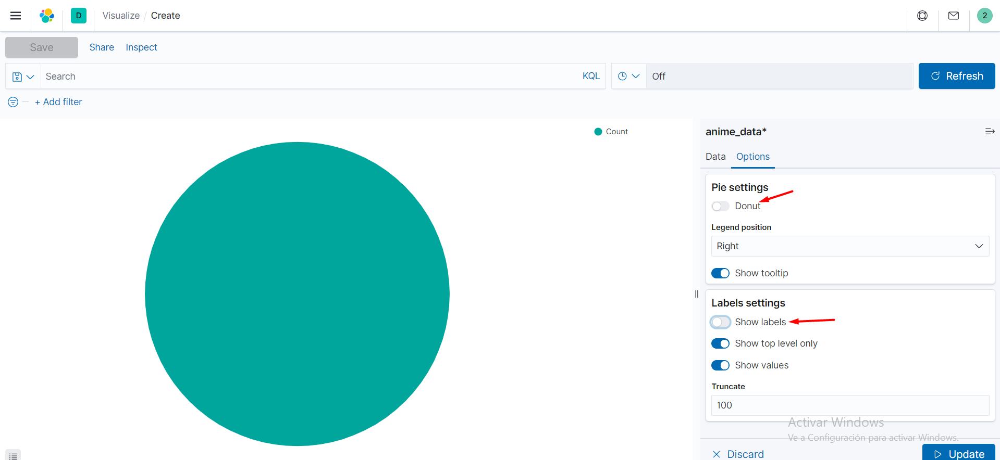 D Visualize / Create 2
Save Share Inspect
Search KQL Off Refresh
+ Add filter
Count
anime_data*
Data Options
Pie settings
Donut
Legend position
Right
Show tooltip
Labels settings
Show labels
Show top level only
Show values
Truncate
100
Activar Windows
Ve a Configuración para activar Windows.
Discard Update